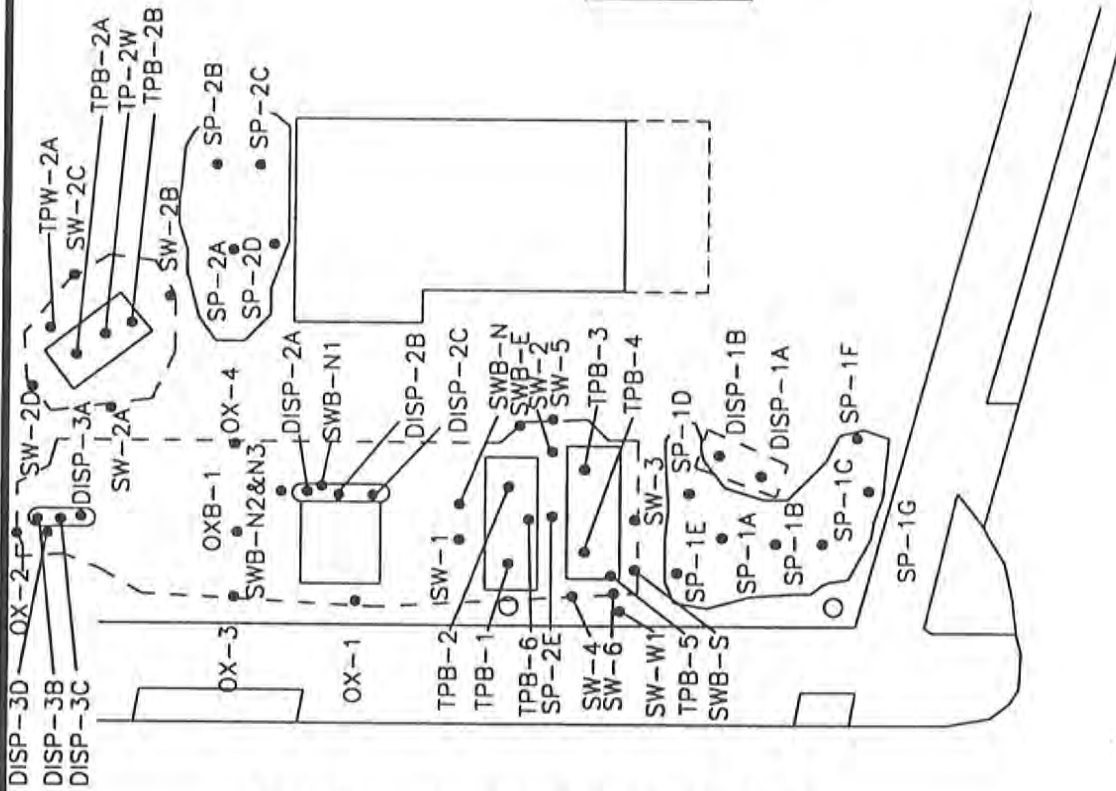 DISP-3D
DISP-3B
DISP-3C
OX-2-F
SW-2D
DISP-3A
SW-2A
TPW-2A
SW-2C
TPB-2A
TP-2W
TPB-2B
SW-2B
SP-2B
SP-2C
SP-2A
SP-2D
OX-4
OXB-1
SWB-N2&N3
OX-3
DISP-2A
SWB-N1
DISP-2B
DISP-2C
OX-1
ISW-1
SWB-N
SWB-E
SW-2
SW-5
TPB-3
TPB-4
TPB-2
TPB-1
TPB-6
SP-2E
SW-4
SW-6
SW-W1
TPB-5
SWB-S
SW-3
SP-1D
DISP-1B
DISP-1A
SP-1E
SP-1A
SP-1B
SP-1C
SP-1F
SP-1G